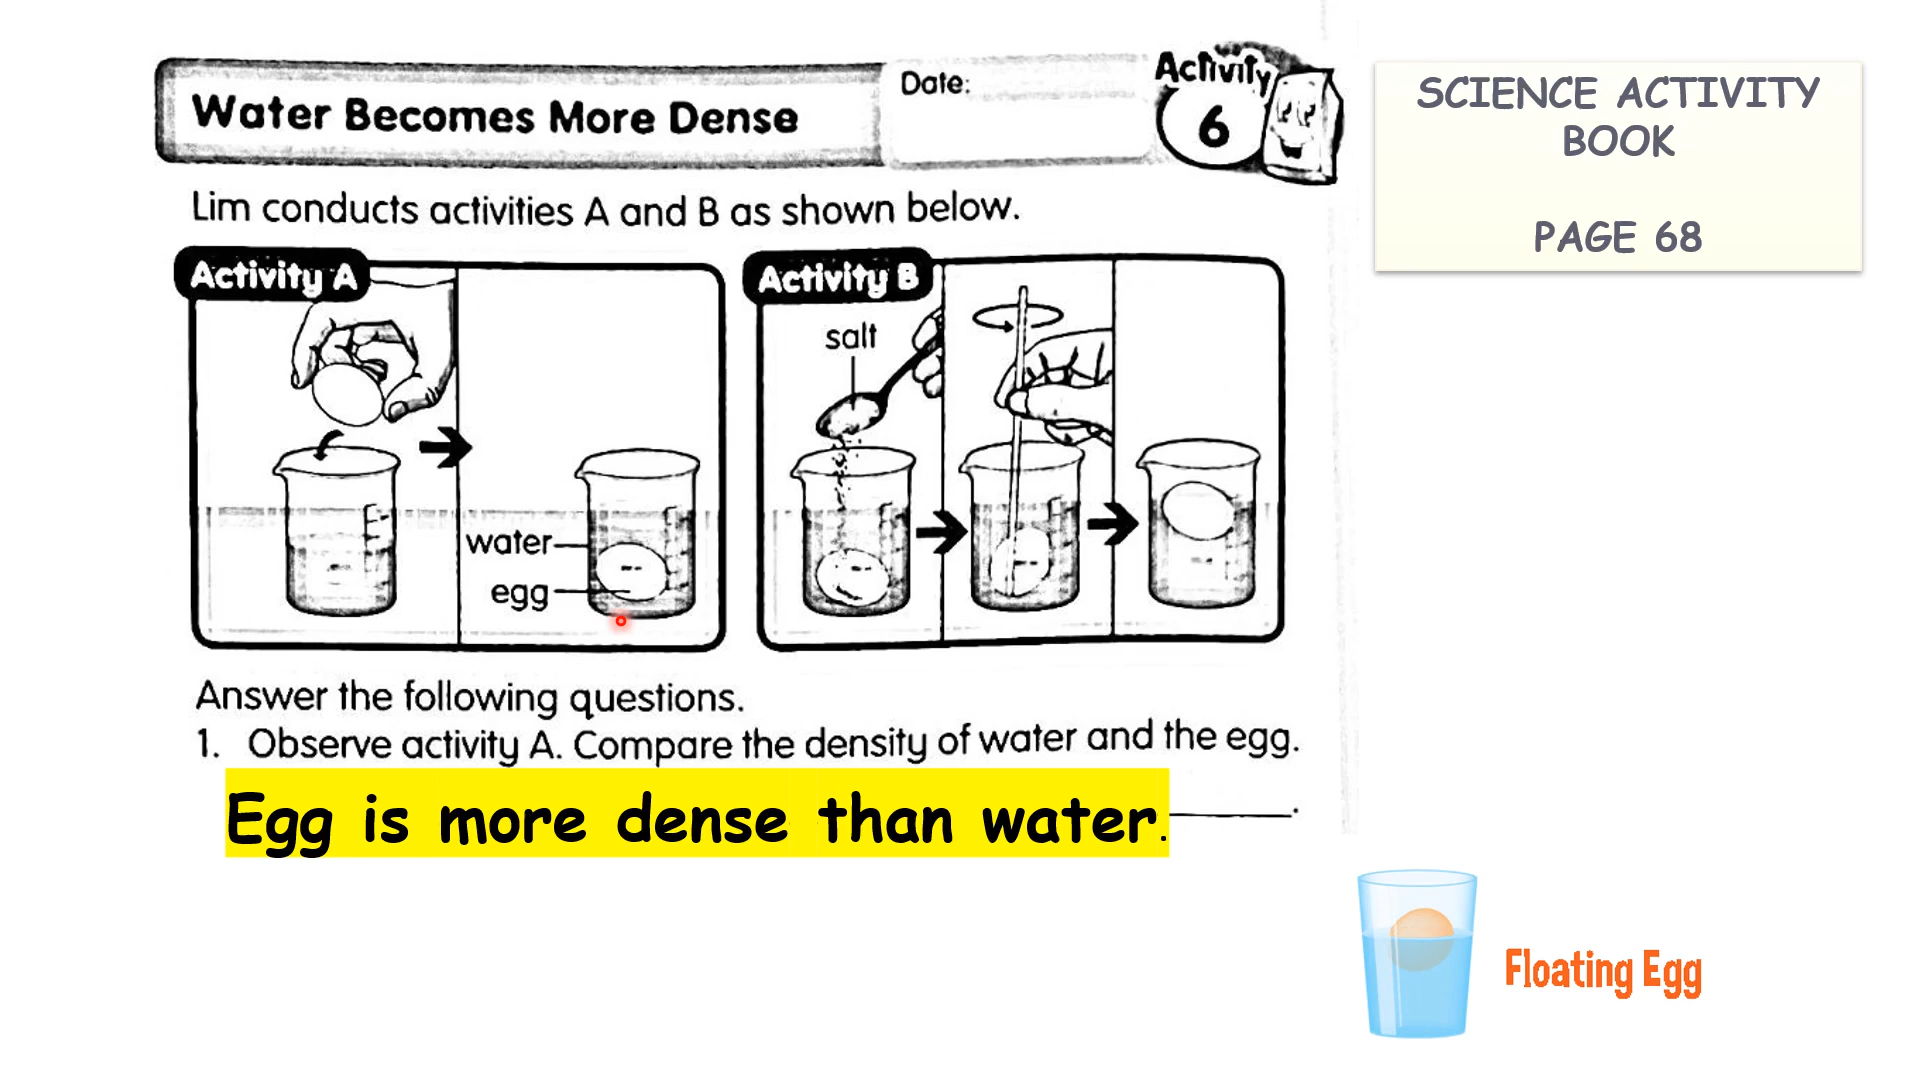 Water Becomes More Dense
Date:
Activity
6
SCIENCE ACTIVITY
BOOK
PAGE 68
Lim conducts activities A and B as shown below.
Activity A
Activity B
salt
water
egg
Answer the following questions.
1. Observe activity A. Compare the density of water and the egg.
Egg is more dense than water.
Floating Egg